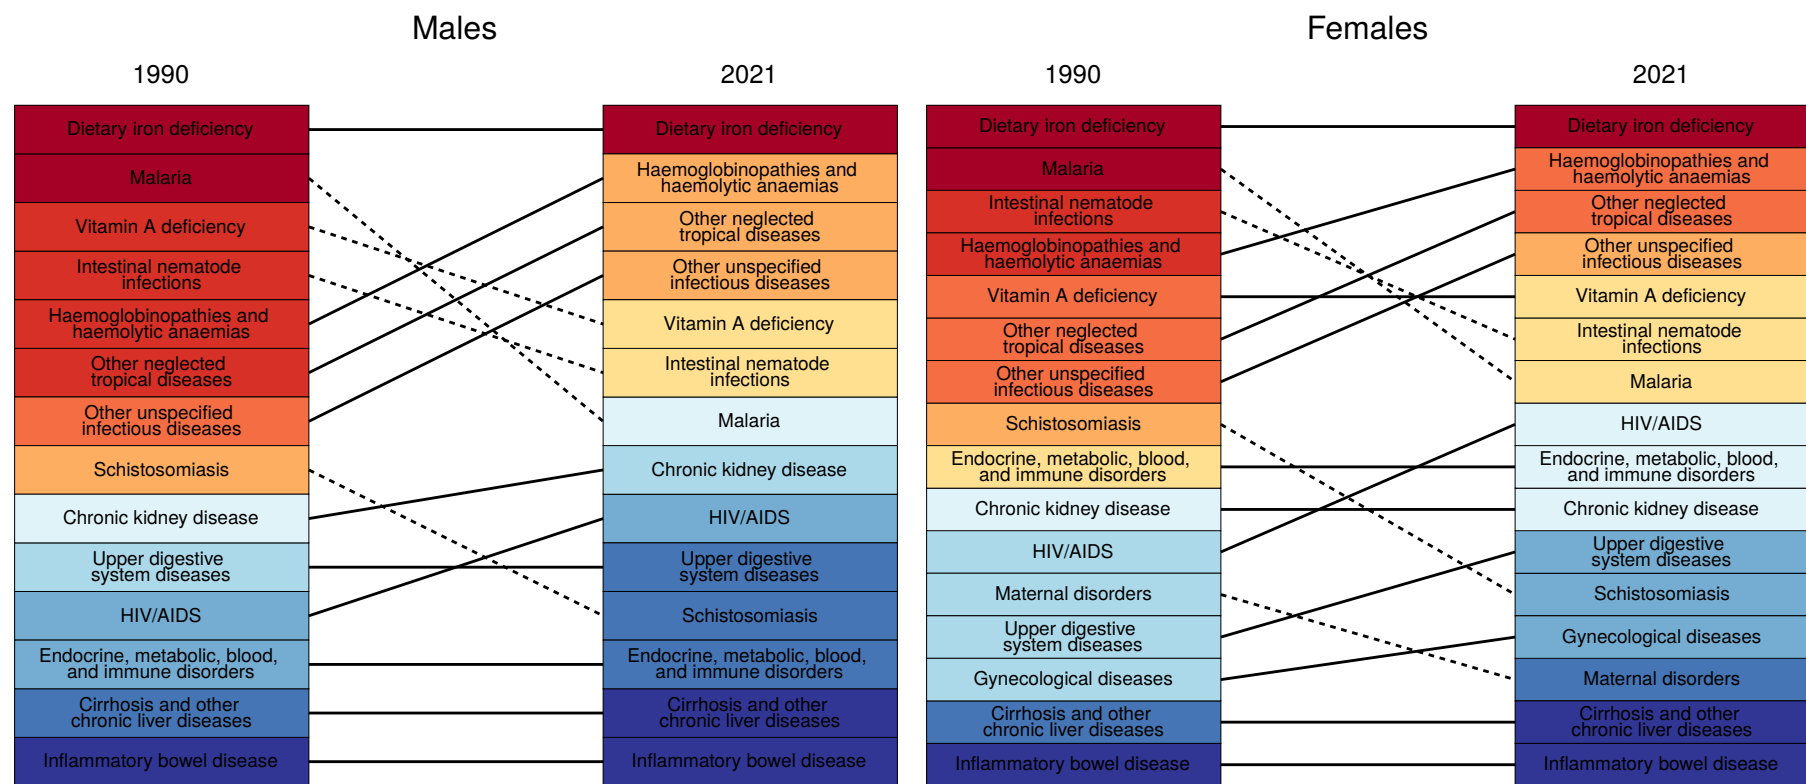 Males
1990
2021
Dietary iron deficiency
Malaria
Vitamin A deficiency
Intestinal nematode
infections
Haemoglobinopathies and
haemolytic anaemias
Other neglected
tropical diseases
Other unspecified
infectious diseases
Schistosomiasis
Chronic kidney disease
Upper digestive
system diseases
HIV/AIDS
Endocrine, metabolic, blood,
and immune disorders
Cirrhosis and other
chronic liver diseases
Inflammatory bowel disease
Dietary iron deficiency
Haemoglobinopathies and
haemolytic anaemias
Other neglected
tropical diseases
Other unspecified
infectious diseases
Vitamin A deficiency
Intestinal nematode
infections
Malaria
Chronic kidney disease
HIV/AIDS
Upper digestive
system diseases
Schistosomiasis
Endocrine, metabolic, blood,
and immune disorders
Cirrhosis and other
chronic liver diseases
Inflammatory bowel disease
Females
1990
2021
Dietary iron deficiency
Malaria
Intestinal nematode
infections
Haemoglobinopathies and
haemolytic anaemias
Vitamin A deficiency
Other neglected
tropical diseases
Other unspecified
infectious diseases
Schistosomiasis
Endocrine, metabolic, blood,
and immune disorders
Chronic kidney disease
HIV/AIDS
Maternal disorders
Upper digestive
system diseases
Gynecological diseases
Cirrhosis and other
chronic liver diseases
Inflammatory bowel disease
Dietary iron deficiency
Haemoglobinopathies and
haemolytic anaemias
Other neglected
tropical diseases
Other unspecified
infectious diseases
Vitamin A deficiency
Intestinal nematode
infections
Malaria
HIV/AIDS
Endocrine, metabolic, blood,
and immune disorders
Chronic kidney disease
Upper digestive
system diseases
Schistosomiasis
Gynecological diseases
Maternal disorders
Cirrhosis and other
chronic liver diseases
Inflammatory bowel disease